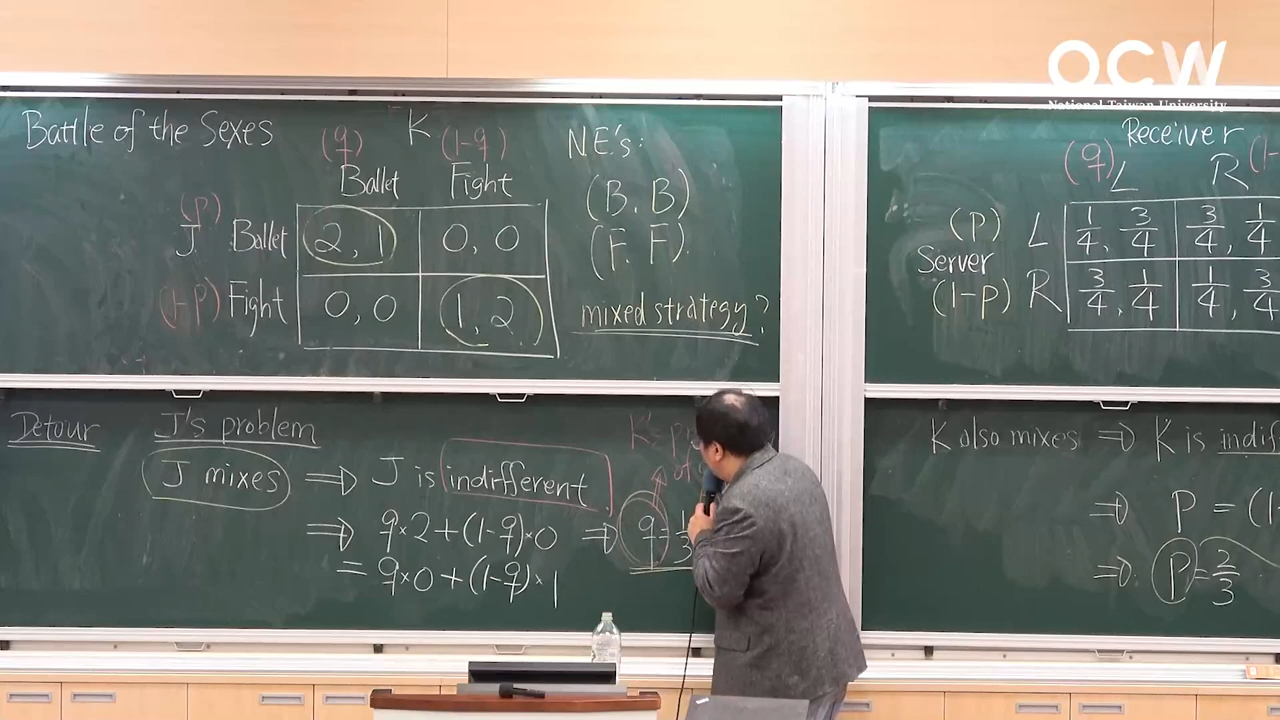 OCW
National Taiwan University
Battle of the Sexes
K
(q) (1-q)
Ballet Fight
(p)
J Ballet 2, 1 0, 0
(1-p) Fight 0, 0 1, 2
NE's:
(B. B)
(F. F).
mixed strategy?
Receiver
(q) (1-
L R
(p) L 1/4, 3/4 3/4, 1/4
Server
(1-p) R 3/4, 1/4 1/4, 3/4
Detour J's problem
J mixes ⇒ J is indifferent
⇒ q×2+(1-q)×0 ⇒ q=1/3
= q×0+(1-q)×1
K's
of
K also mixes ⇒ K is indif
⇒ P = (1-
⇒ P=2/3